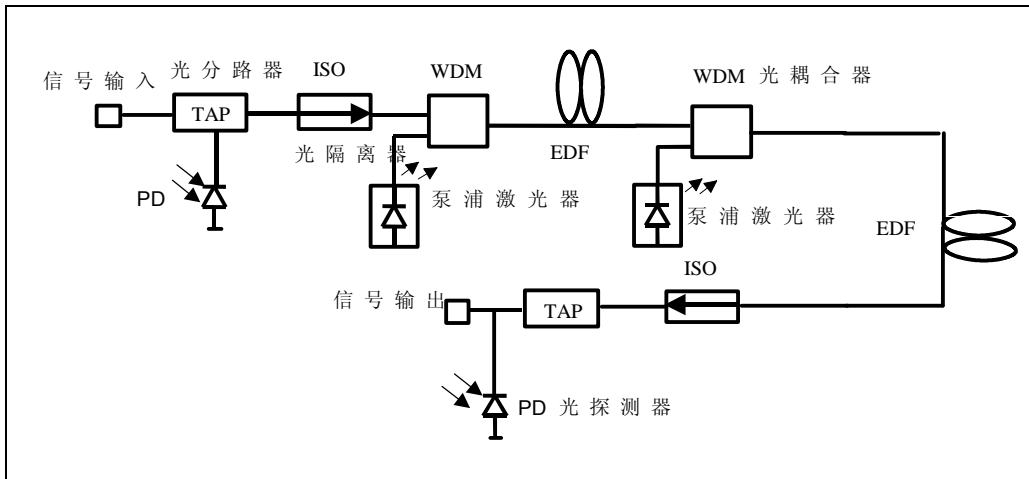 信号输入
光分路器
ISO
WDM
WDM 光耦合器
TAP
光隔离器
EDF
PD
泵浦激光器
泵浦激光器
EDF
ISO
信号输出
TAP
PD 光探测器